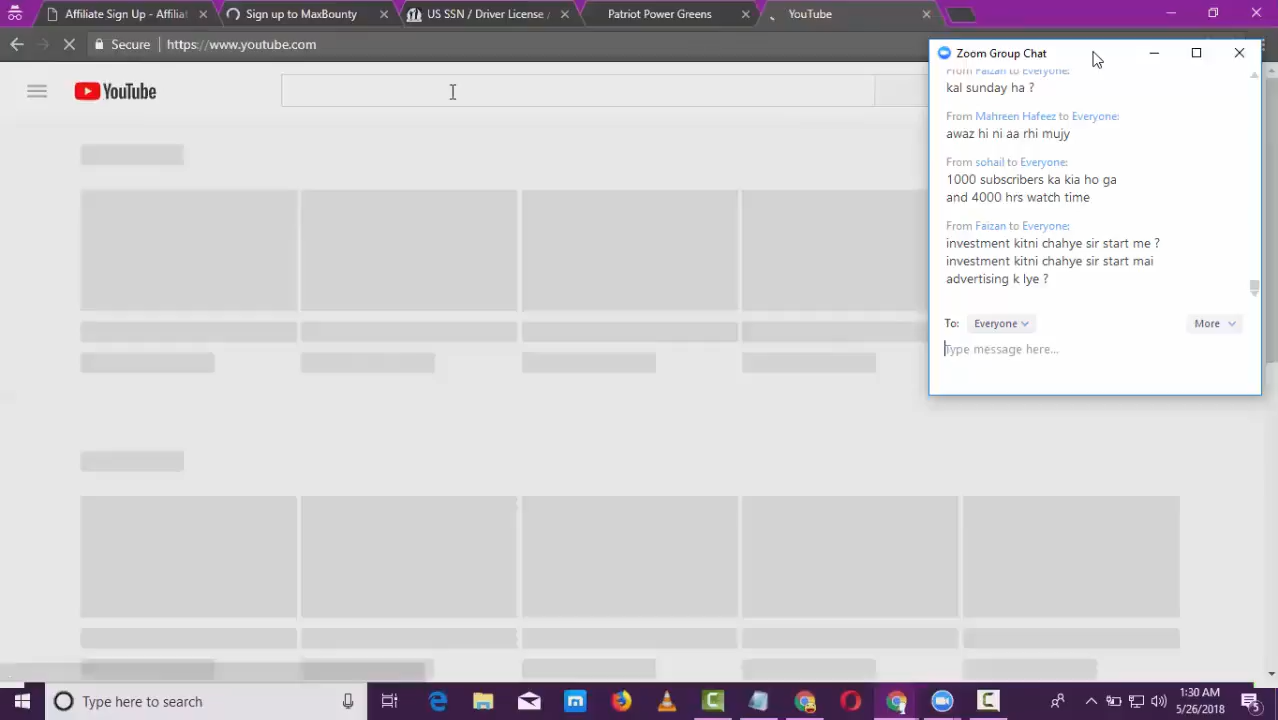 Affiliate Sign Up - Affiliat
Sign up to MaxBounty
US SSN / Driver License
Patriot Power Greens
YouTube
Secure
https://www.youtube.com
YouTube
Zoom Group Chat
From Faizan to Everyone:
kal sunday ha ?
From Mahreen Hafeez to Everyone:
awaz hi ni aa rhi mujy
From sohail to Everyone:
1000 subscribers ka kia ho ga
and 4000 hrs watch time
From Faizan to Everyone:
investment kitni chahye sir start me ?
investment kitni chahye sir start mai
advertising k lye ?
To: Everyone
More
Type message here...
Type here to search
1:30 AM
5/26/2018
5